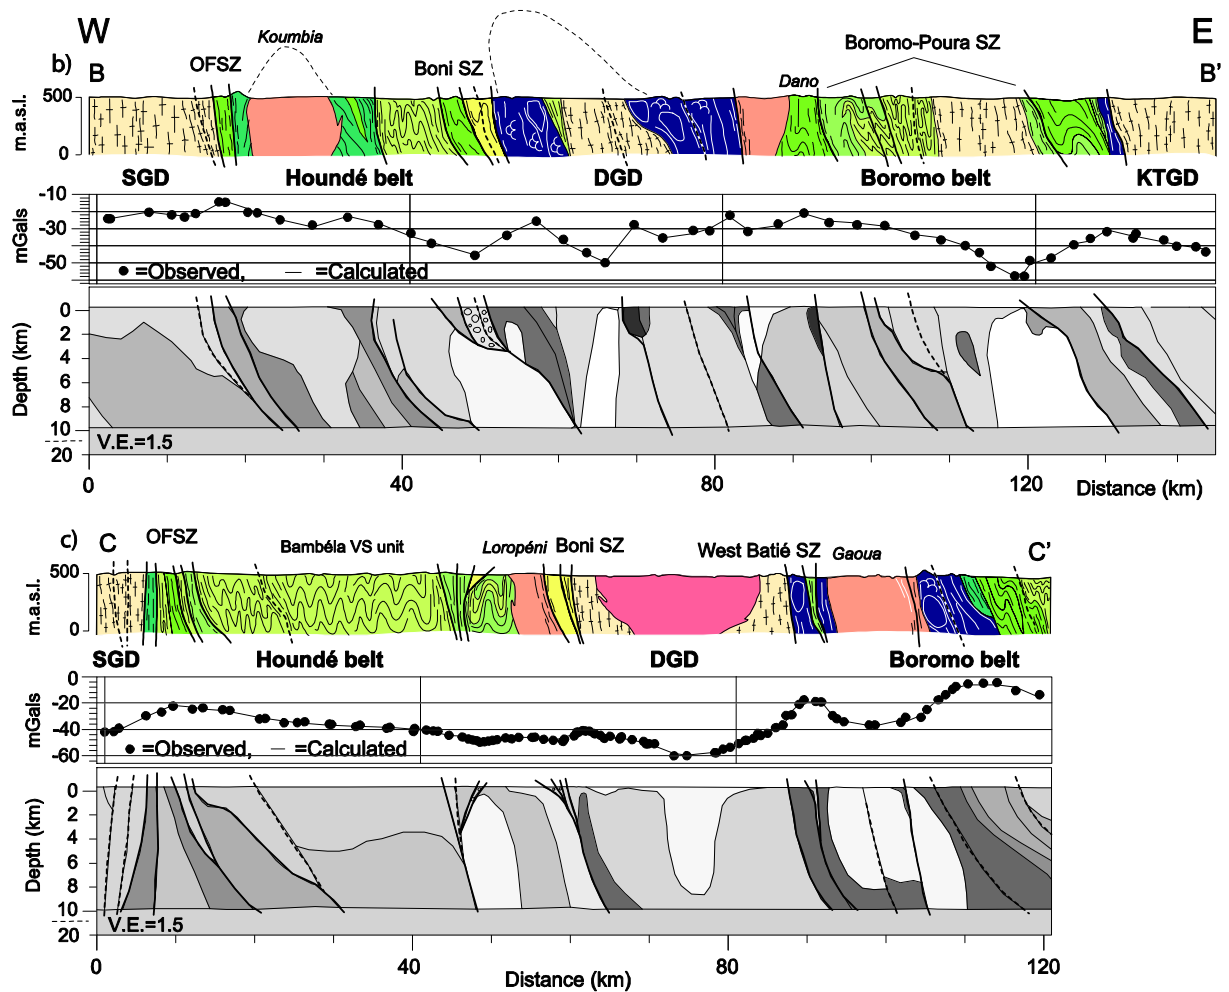 W
E
b)
B
OFSZ
Koumbia
Boni SZ
Dano
Boromo-Poura SZ
B’
500
0
m.a.s.l.
SGD
Houndé belt
DGD
Boromo belt
KTGD
-10
-30
-50
mGals
=Observed, =Calculated
0
2
4
6
8
10
20
Depth (km)
V.E.=1.5
0
40
80
120
Distance (km)
c)
C
OFSZ
Bambéla VS unit
Loropéni
Boni SZ
West Batié SZ
Gaoua
C’
500
0
m.a.s.l.
SGD
Houndé belt
DGD
Boromo belt
0
-20
-40
-60
mGals
=Observed, =Calculated
0
2
4
6
8
10
20
Depth (km)
V.E.=1.5
0
40
80
120
Distance (km)